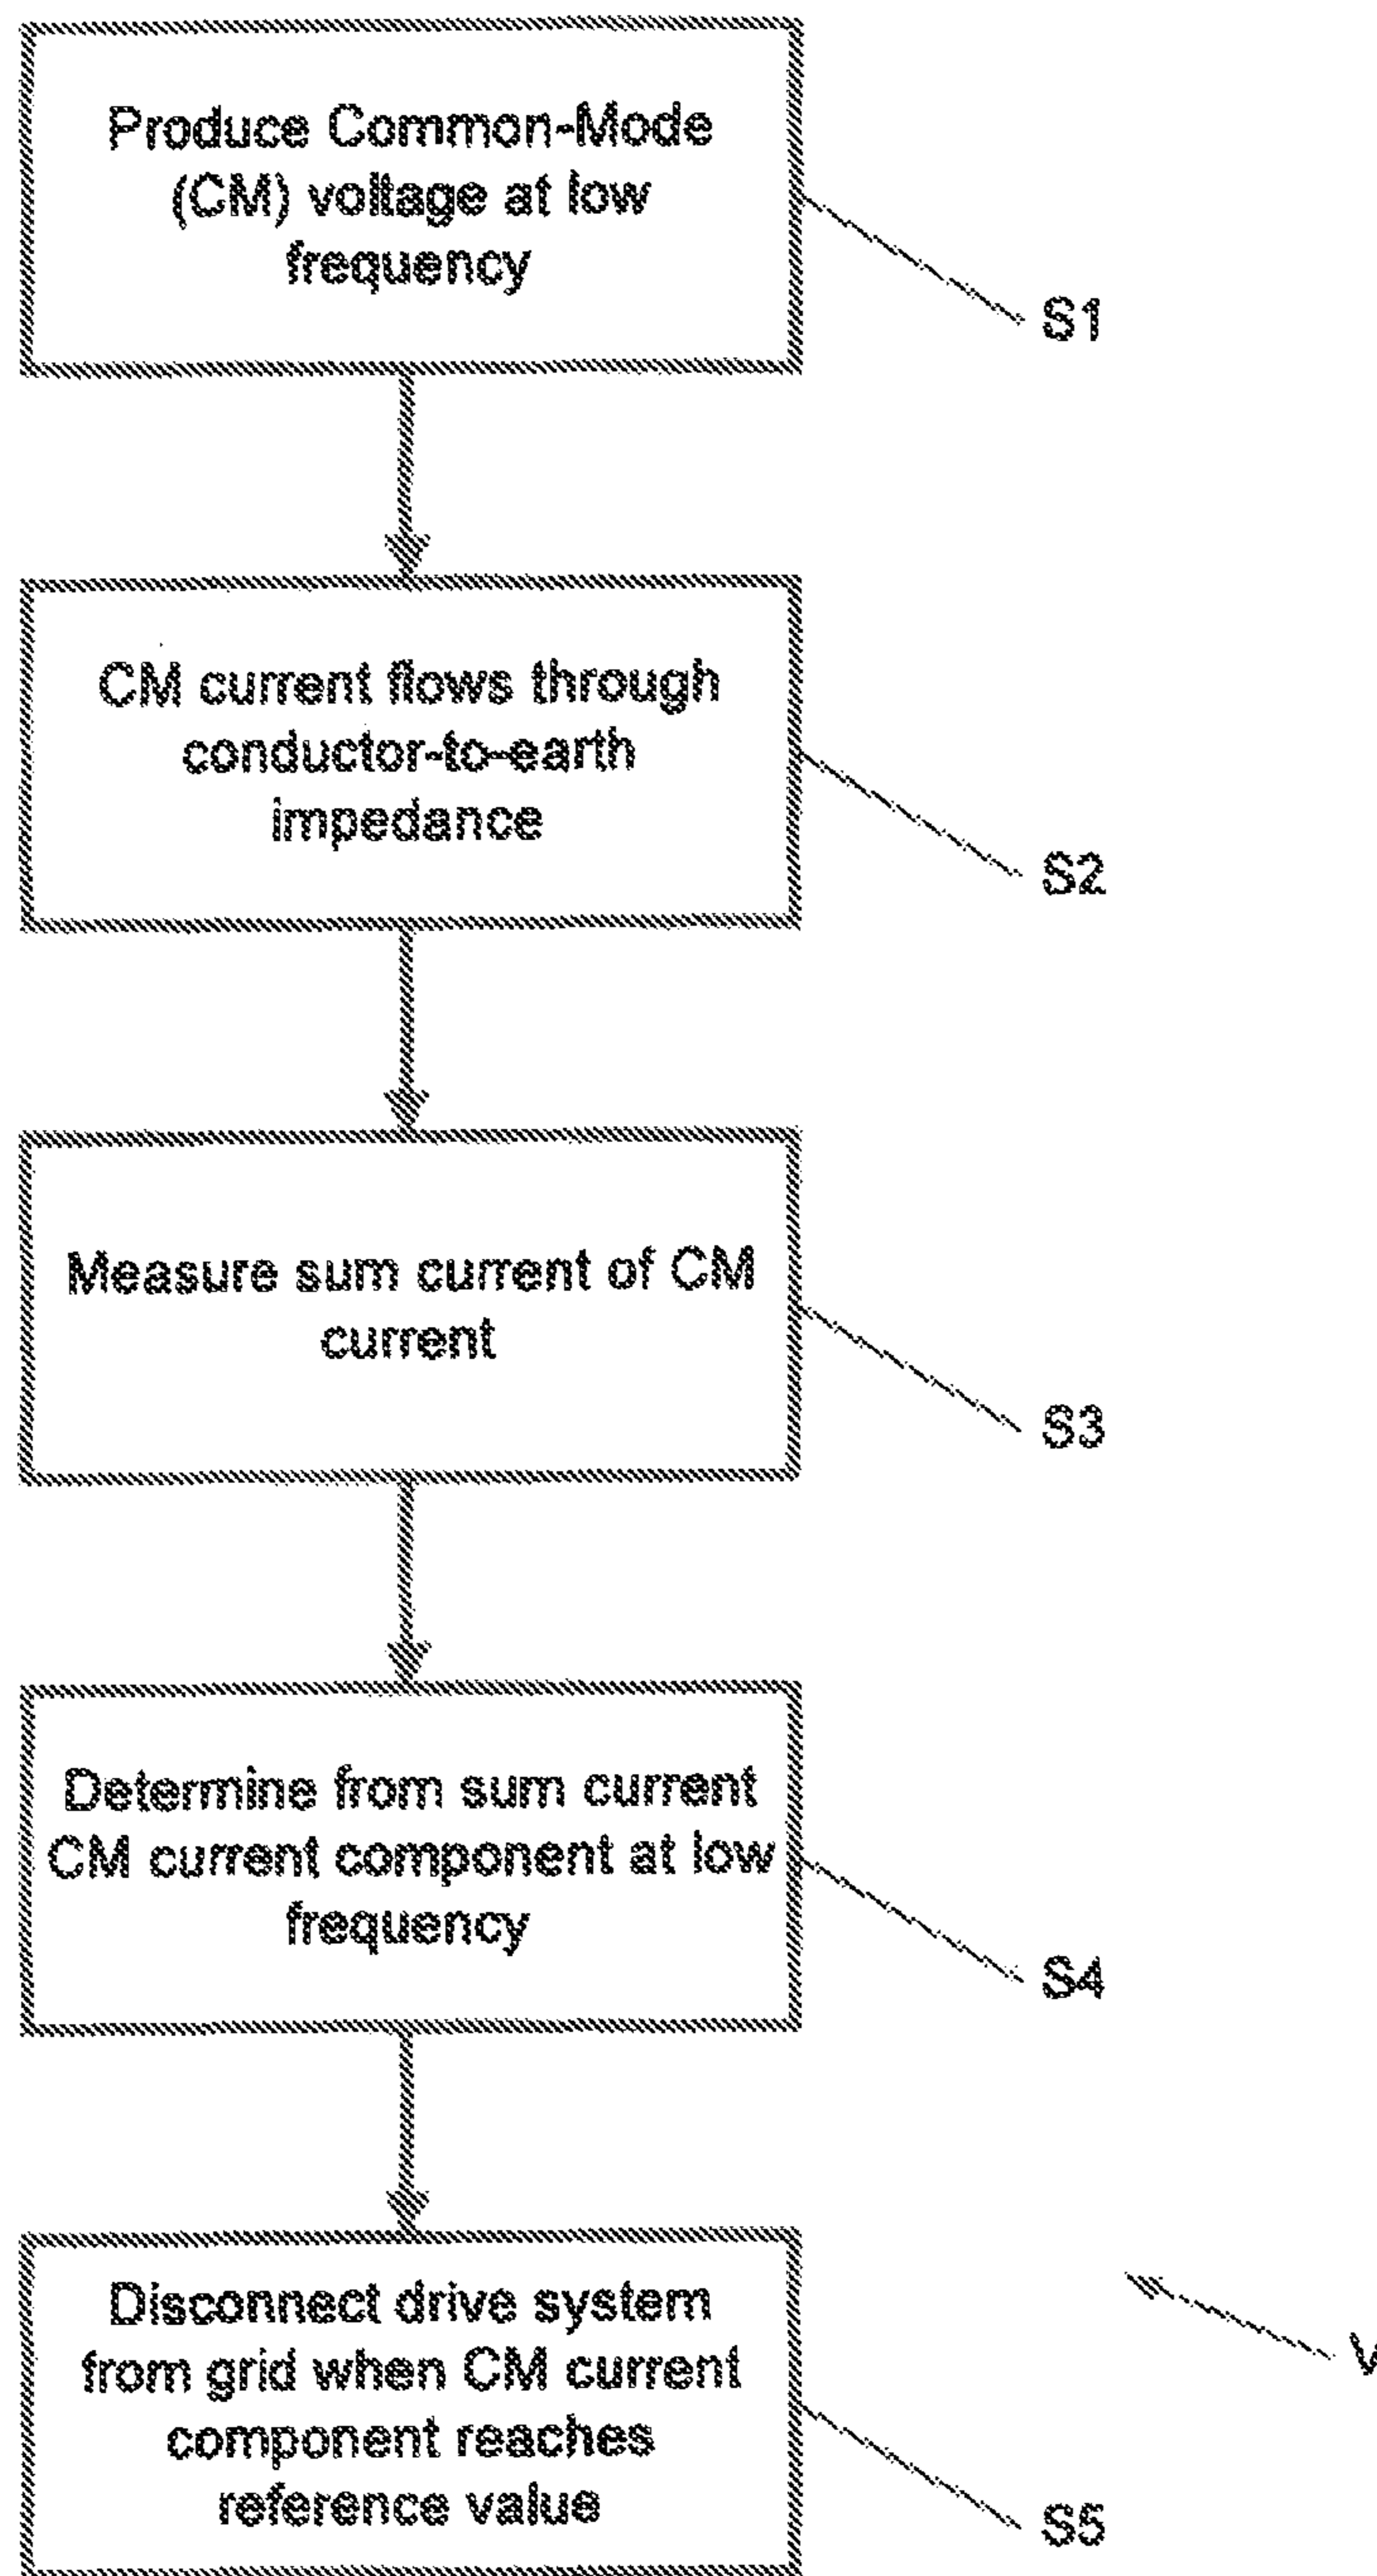 Produce Common-Mode
(CM) voltage at low
frequency
S1
CM current flows through
conductor-to-earth
impedance
S2
Measure sum current of CM
current
S3
Determine from sum current
CM current component at low
frequency
S4
Disconnect drive system
from grid when CM current
component reaches
reference value
S5
V